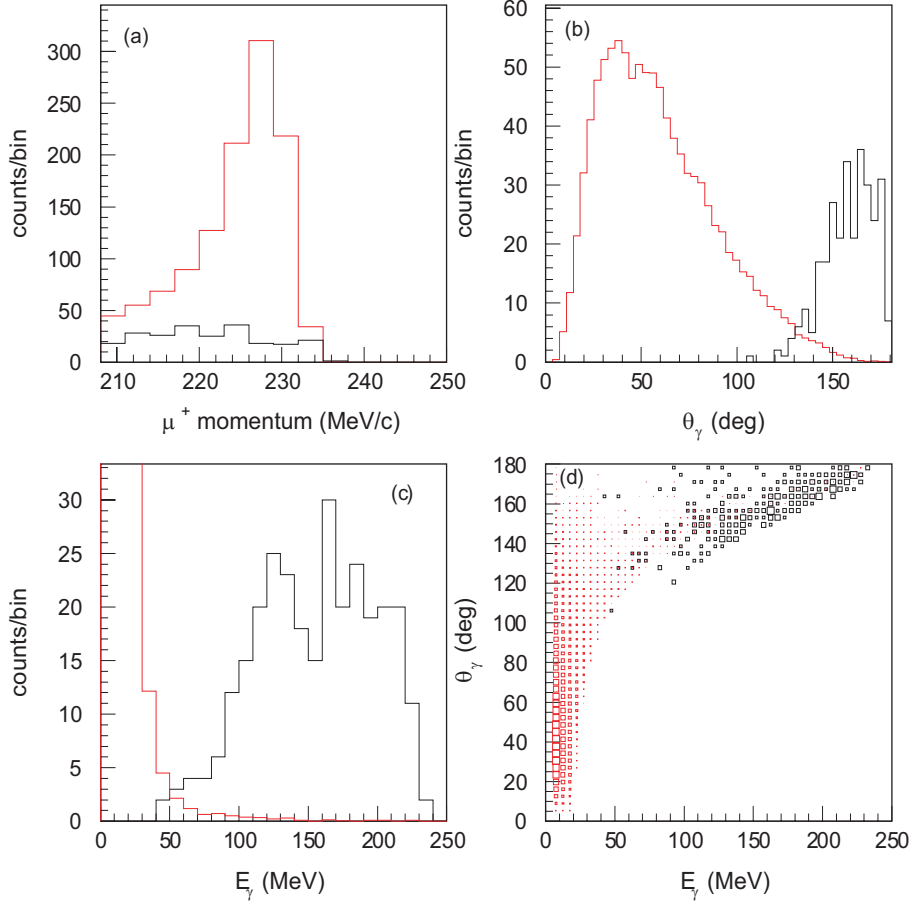 (a)
counts/bin
350
300
250
200
150
100
50
0
210 220 230 240 250
μ + momentum (MeV/c)
(b)
counts/bin
60
50
40
30
20
10
0
0 50 100 150
θγ (deg)
(c)
counts/bin
30
25
20
15
10
5
0
0 50 100 150 200 250
Eγ (MeV)
(d)
θγ (deg)
180
160
140
120
100
80
60
40
20
0
0 50 100 150 200 250
Eγ (MeV)